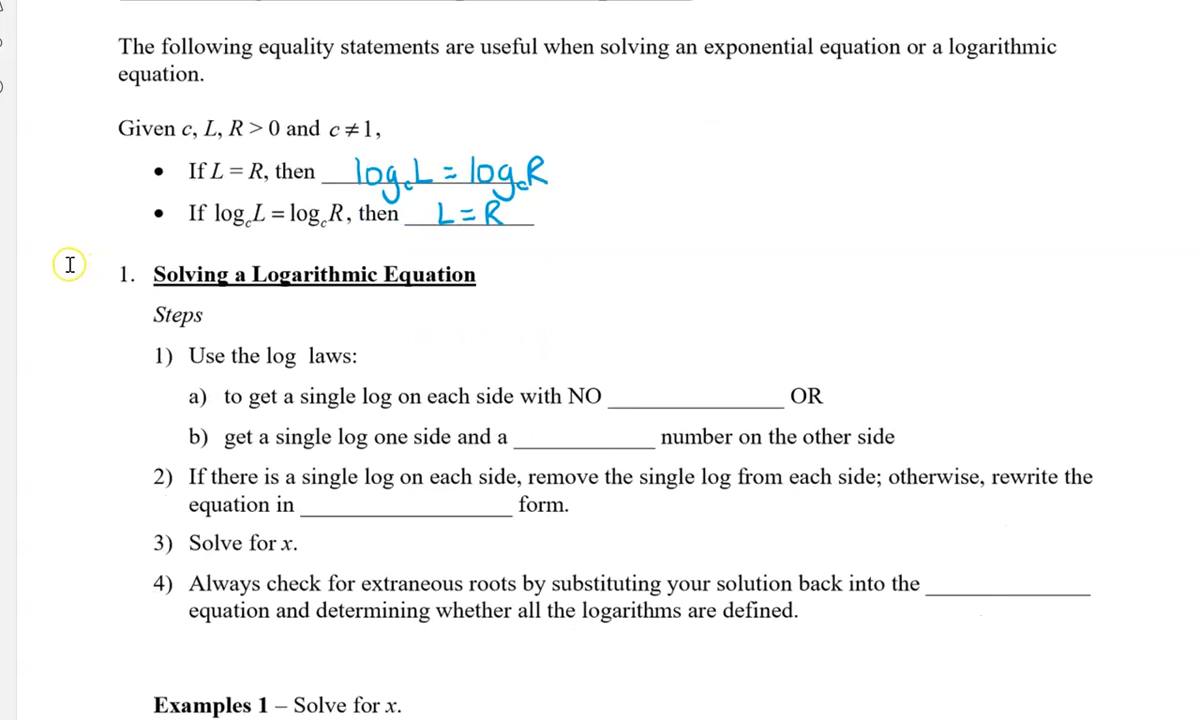 The following equality statements are useful when solving an exponential equation or a logarithmic
equation.
Given c, L, R > 0 and c ≠ 1,
• If L = R, then log_c L = log_c R
• If log_c L = log_c R, then L = R
1. Solving a Logarithmic Equation
Steps
1) Use the log laws:
a) to get a single log on each side with NO ______________ OR
b) get a single log one side and a ___________ number on the other side
2) If there is a single log on each side, remove the single log from each side; otherwise, rewrite the
equation in _________________ form.
3) Solve for x.
4) Always check for extraneous roots by substituting your solution back into the _____________
equation and determining whether all the logarithms are defined.
Examples 1 – Solve for x.